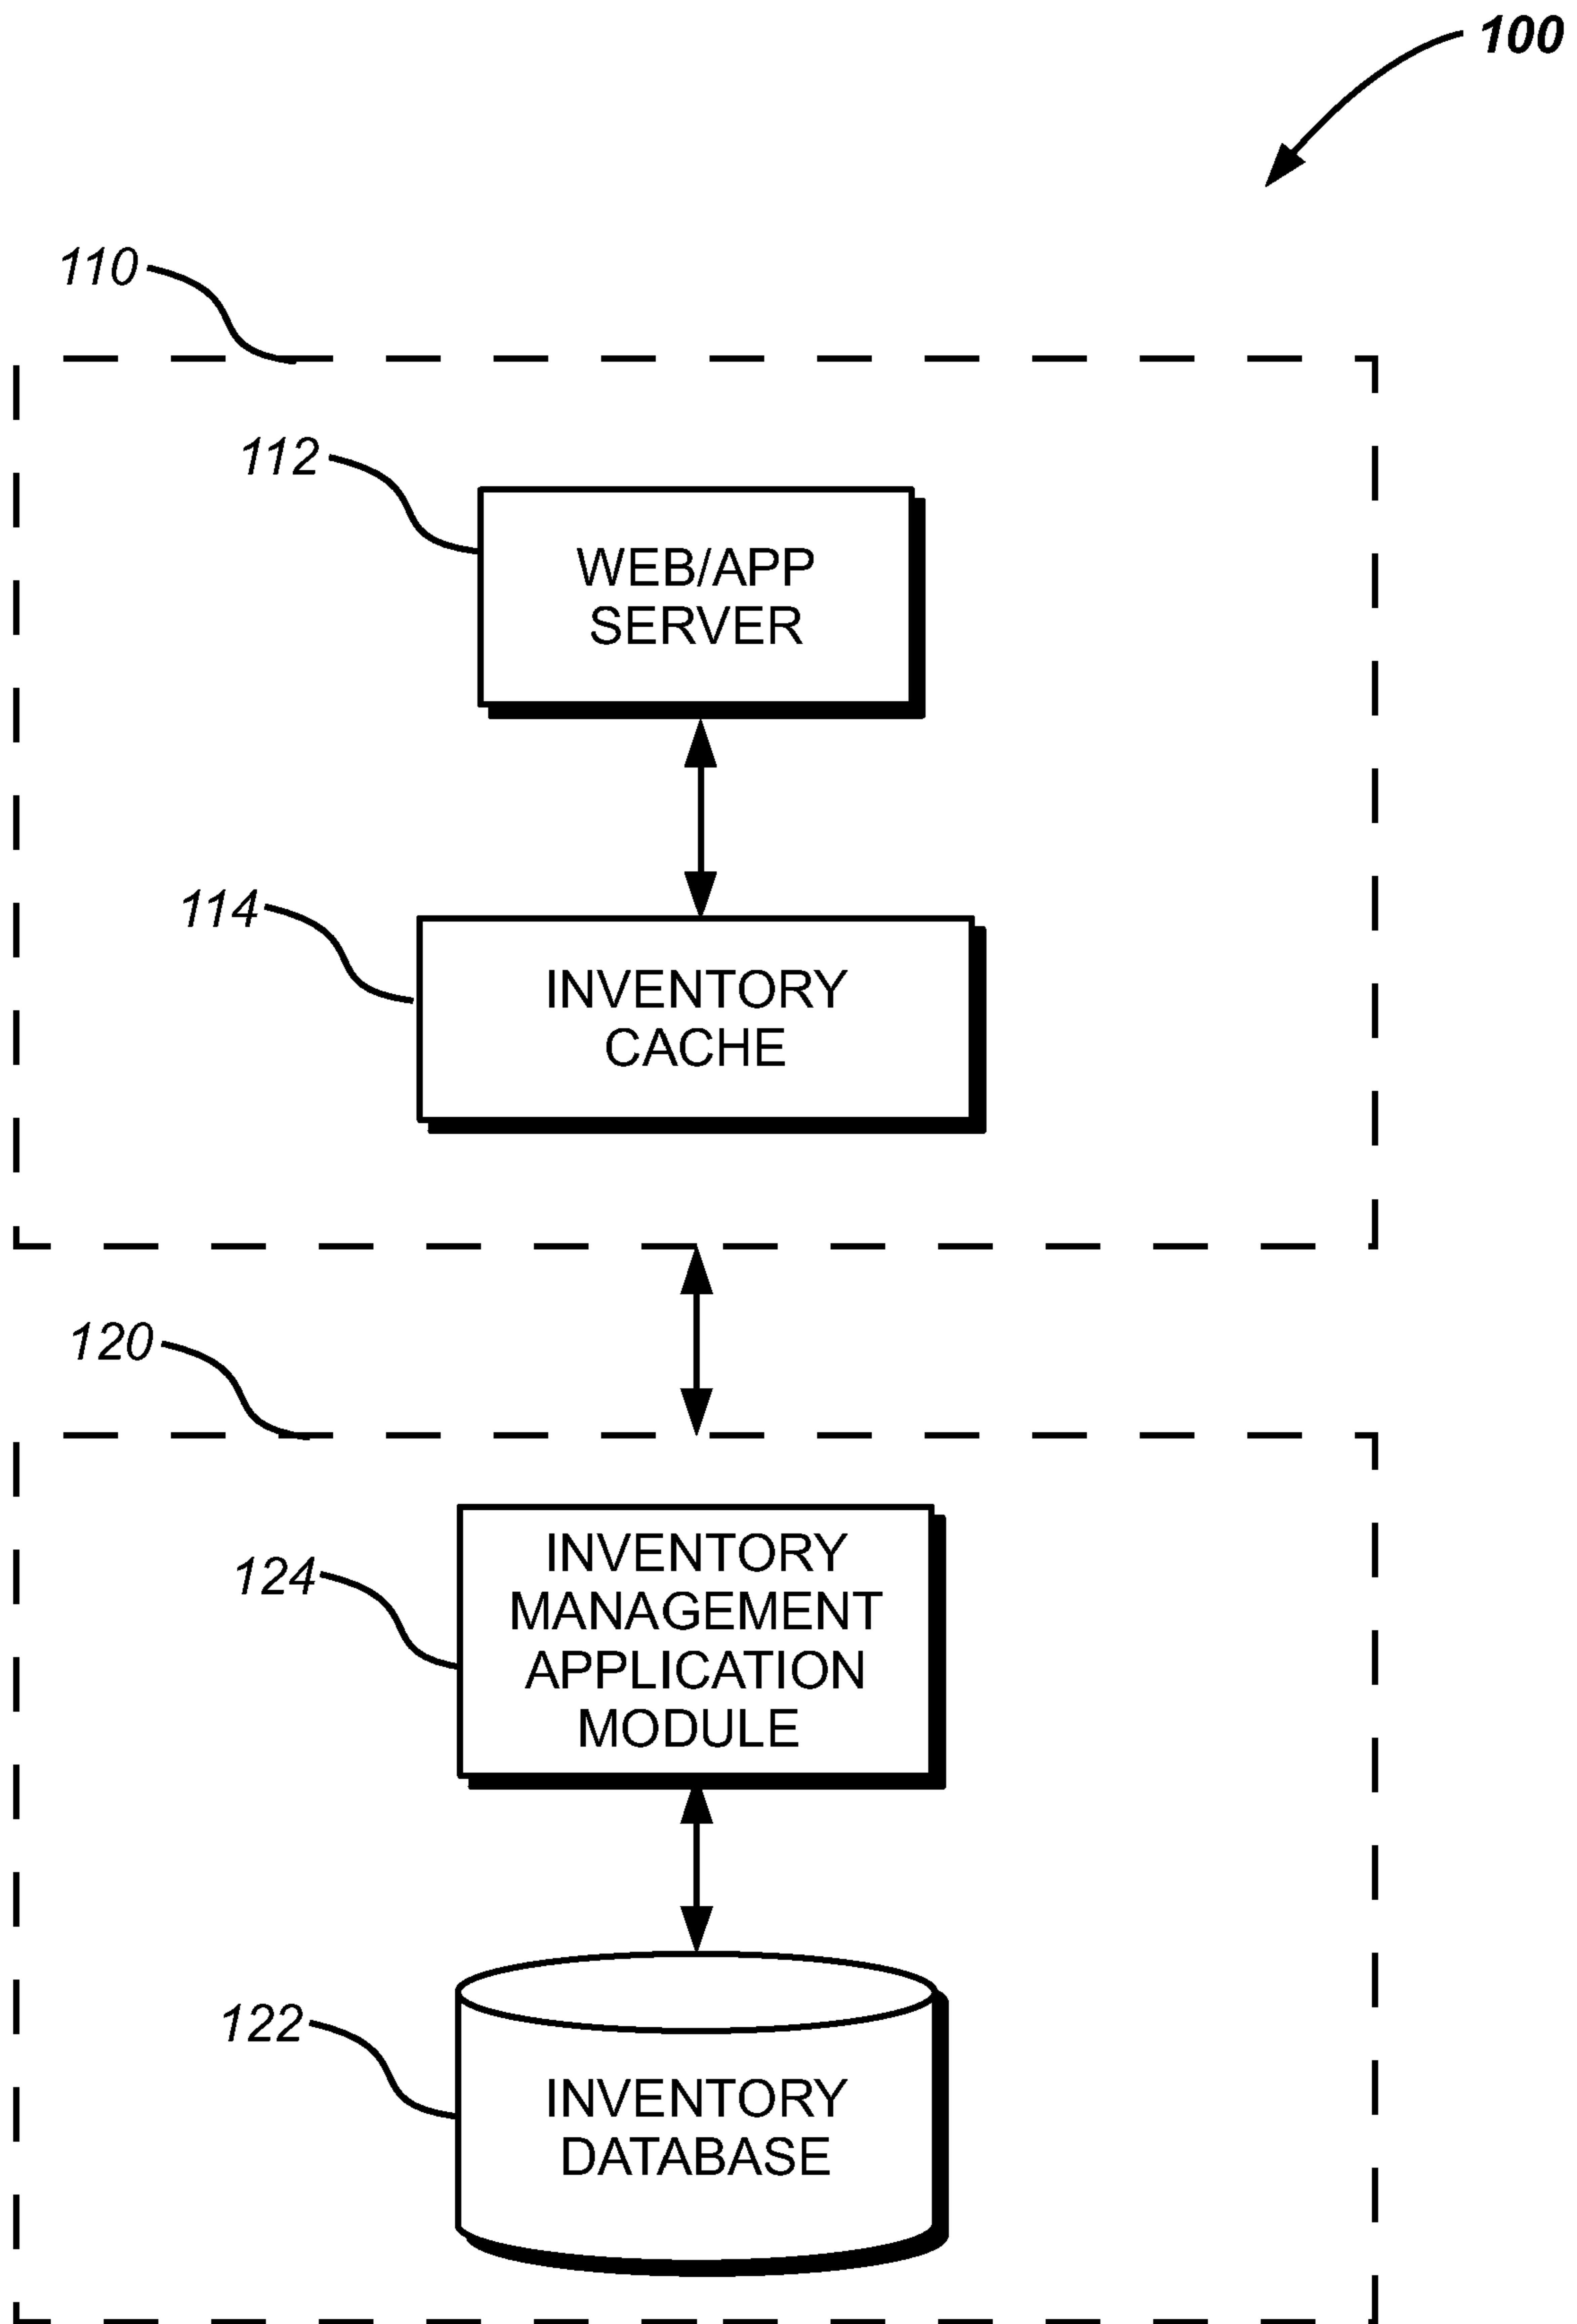 100
110
112
WEB/APP
SERVER
114
INVENTORY
CACHE
120
124
INVENTORY
MANAGEMENT
APPLICATION
MODULE
122
INVENTORY
DATABASE